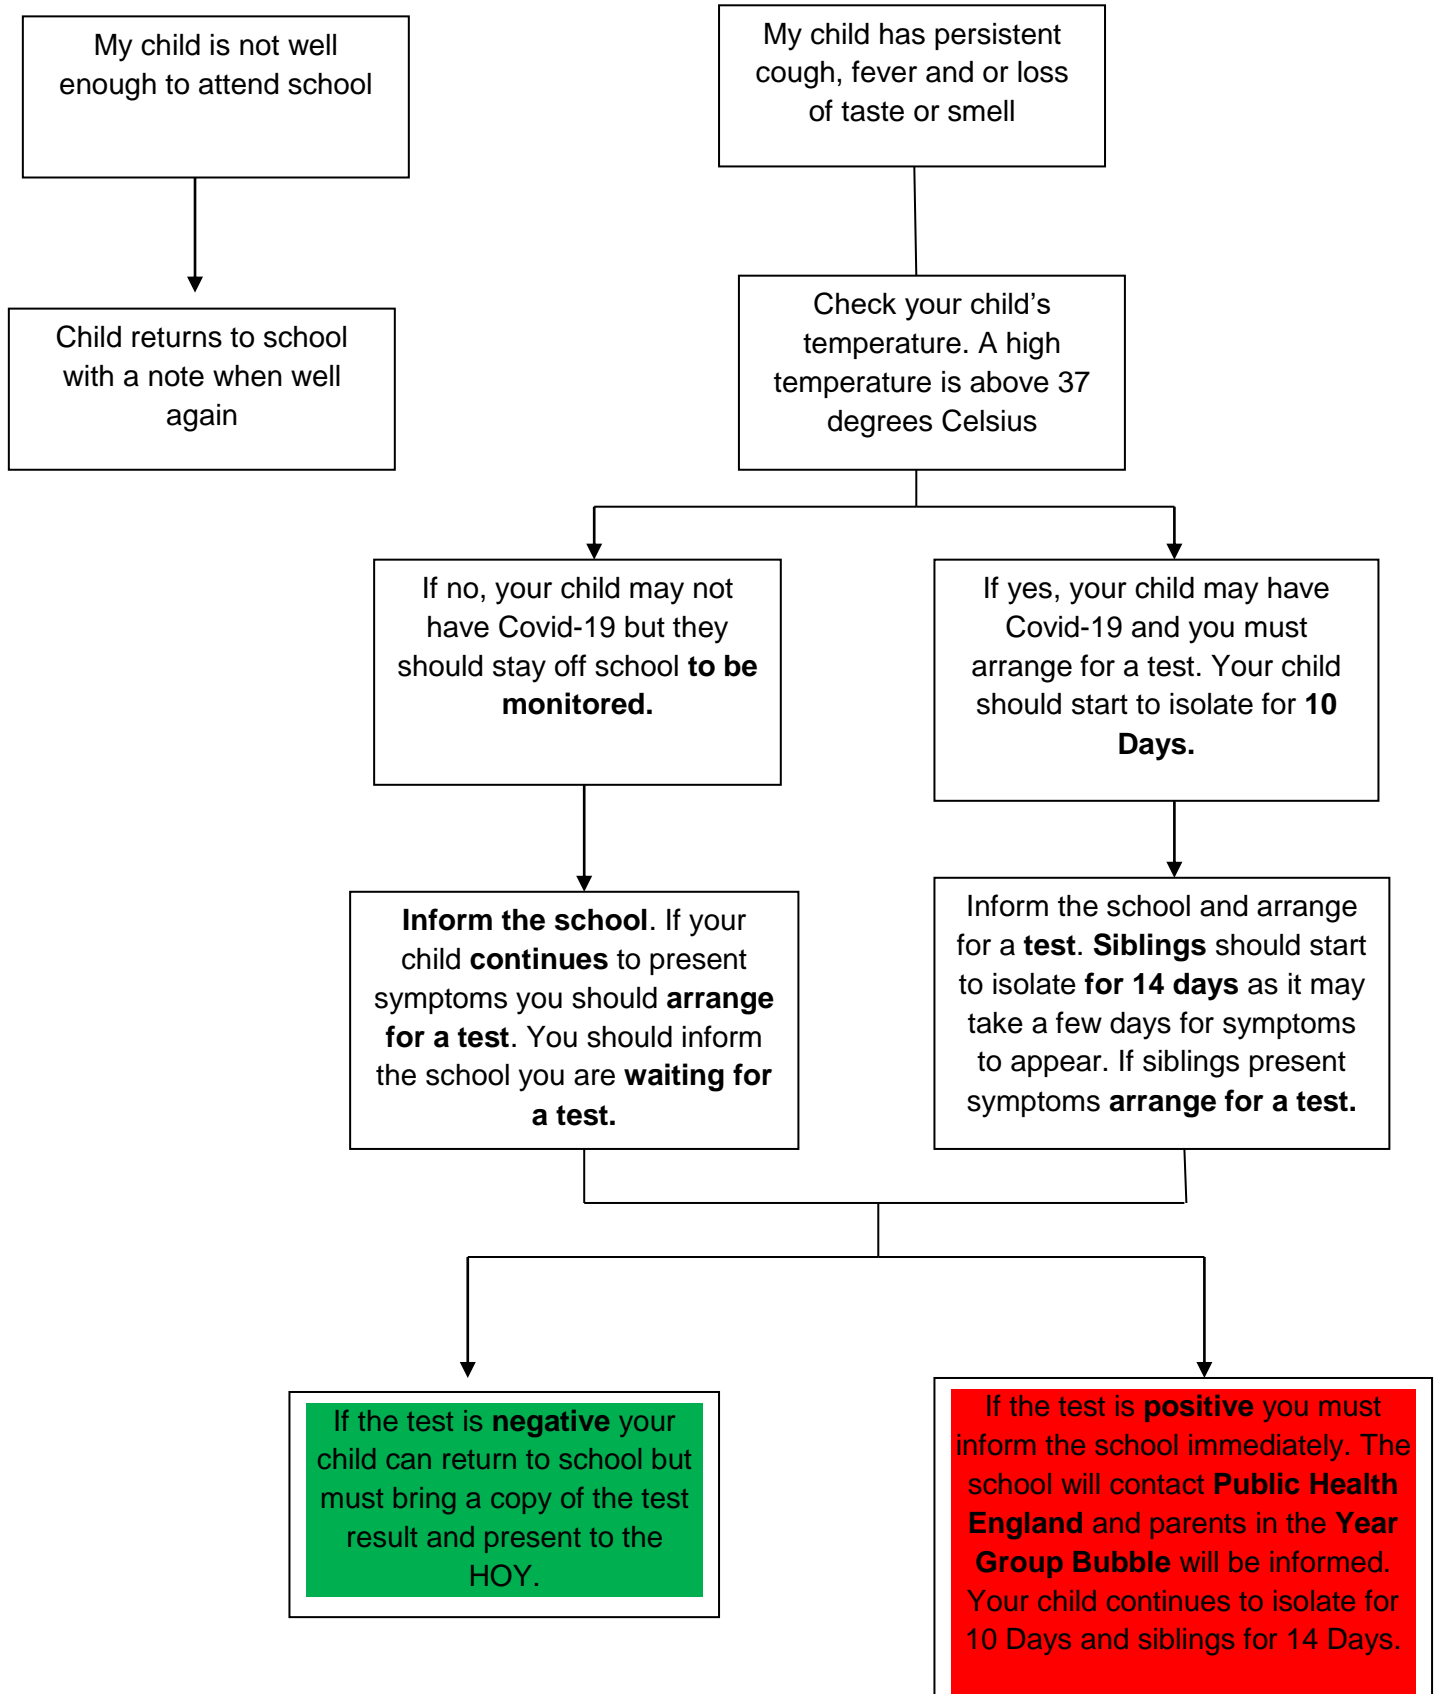 My child is not well
enough to attend school
My child has persistent
cough, fever and or loss
of taste or smell
Child returns to school
with a note when well
again
Check your child’s
temperature. A high
temperature is above 37
degrees Celsius
If no, your child may not
have Covid-19 but they
should stay off school to be
monitored.
If yes, your child may have
Covid-19 and you must
arrange for a test. Your child
should start to isolate for 10
Days.
Inform the school. If your
child continues to present
symptoms you should arrange
for a test. You should inform
the school you are waiting for
a test.
Inform the school and arrange
for a test. Siblings should start
to isolate for 14 days as it may
take a few days for symptoms
to appear. If siblings present
symptoms arrange for a test.
If the test is negative your
child can return to school but
must bring a copy of the test
result and present to the
HOY.
If the test is positive you must
inform the school immediately. The
school will contact Public Health
England and parents in the Year
Group Bubble will be informed.
Your child continues to isolate for
10 Days and siblings for 14 Days.